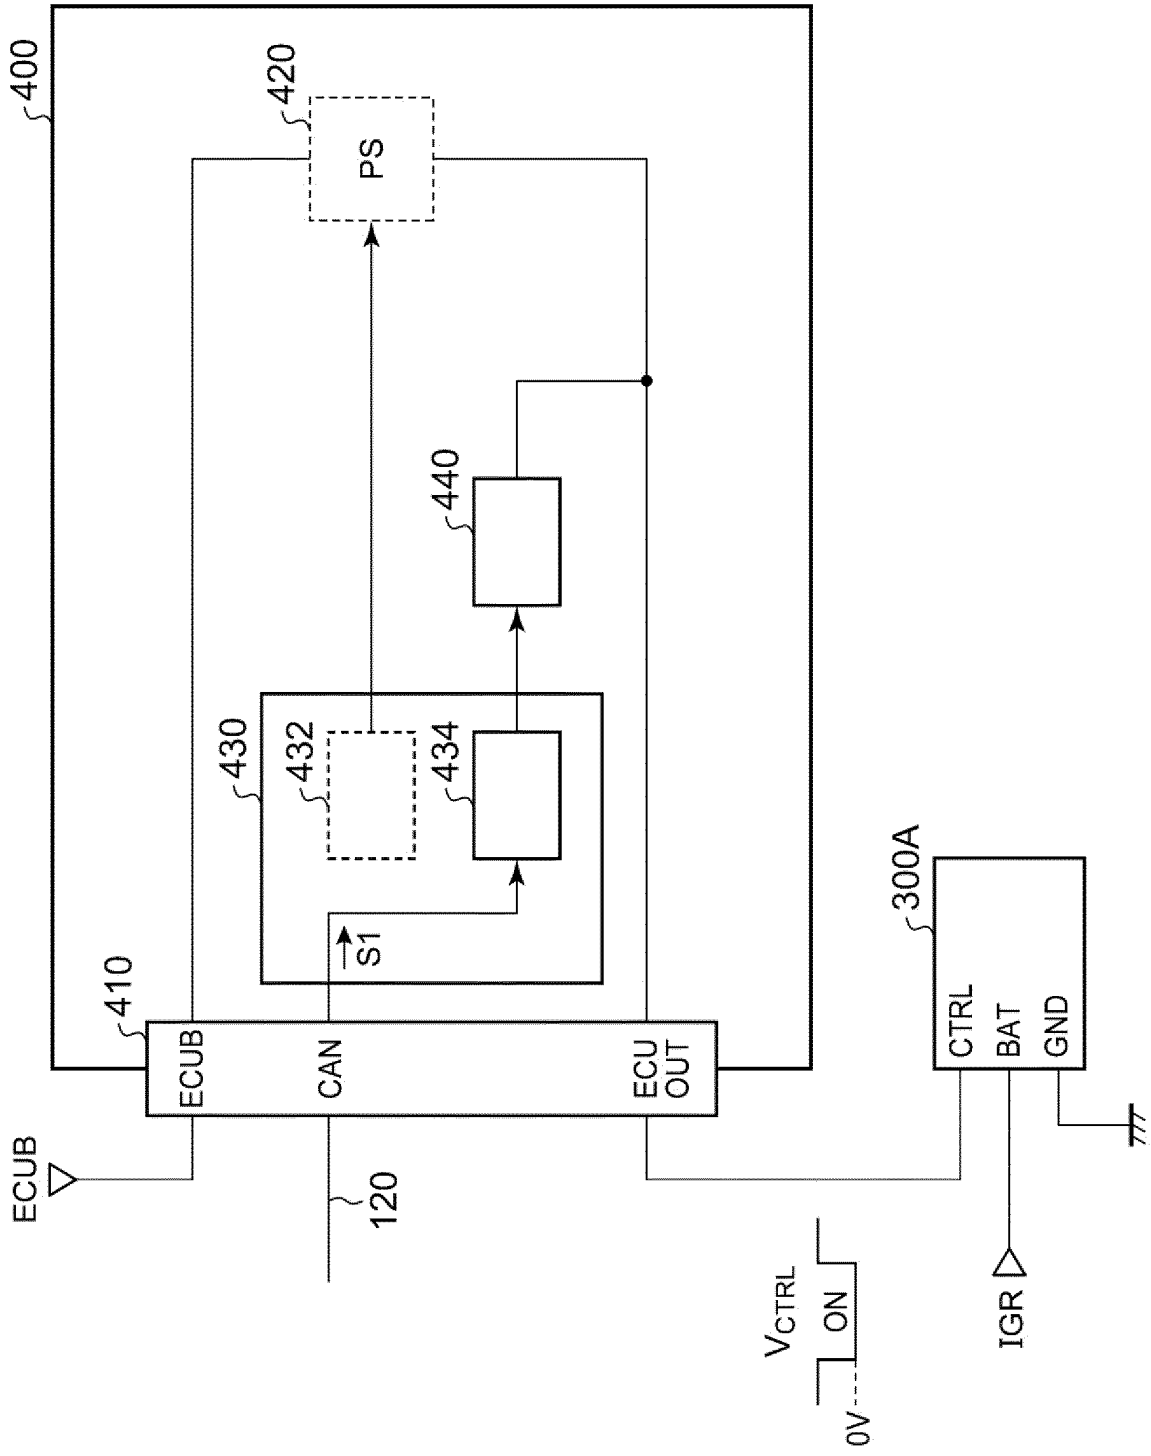 400
420
PS
440
430
432
434
S1
410
ECUB
CAN
ECU
OUT
ECUB
120
300A
CTRL
BAT
GND
IGR
VCTRL
ON
0V